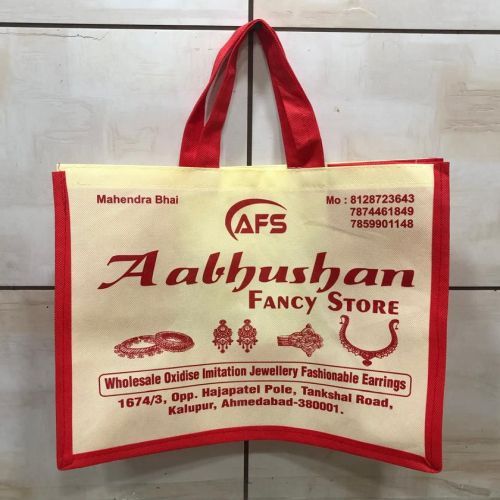 Mahendra Bhai
AFS
Mo : 8128723643
7874461849
7859901148
Aabhushan
FANCY STORE
Wholesale Oxidise Imitation Jewellery Fashionable Earrings
1674/3, Opp. Hajapatel Pole, Tankshal Road,
Kalupur, Ahmedabad-380001.